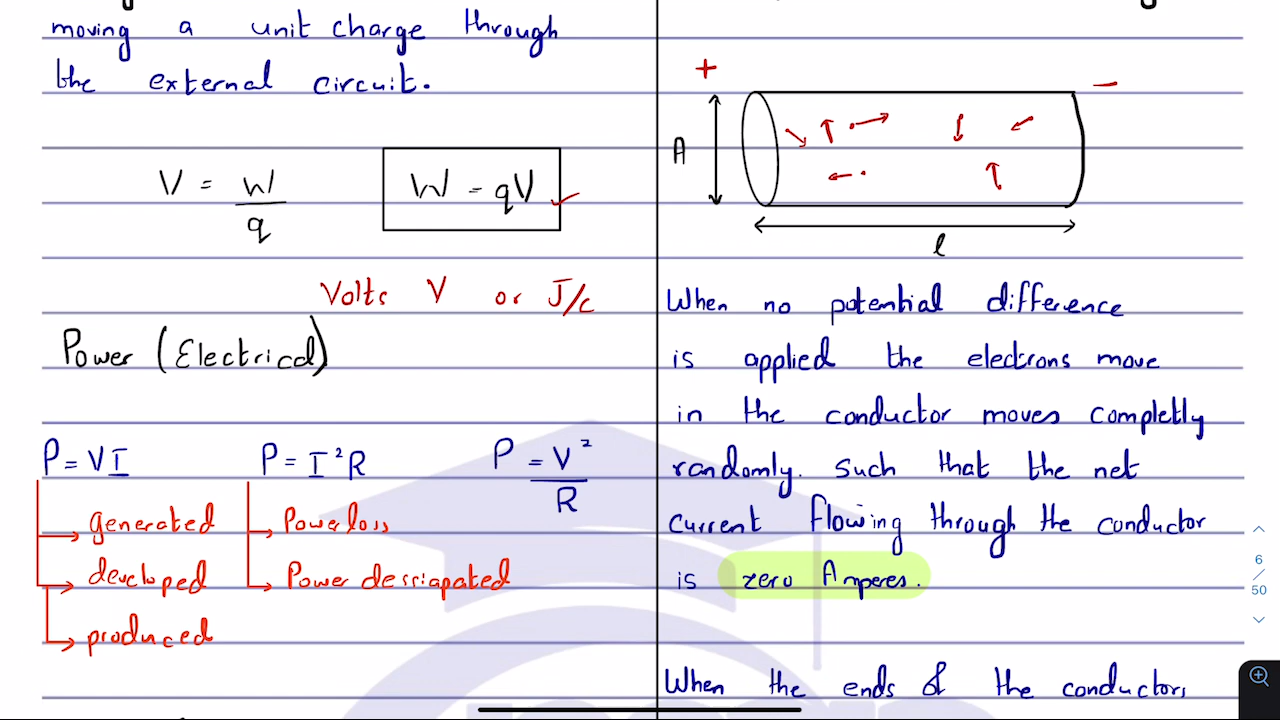 moving a unit charge through
the external circuit.
V = W/q
W = qV
Volts V or J/c
Power (Electrical)
P = VI
generated
developed
produced
P = I²R
Power loss
Power dessiapated
P = V²/R
+ −
A
l
When no potential difference
is applied the electrons move
in the conductor moves completly
randomly. Such that the net
current flowing through the conductor
is zero Amperes.
When the ends of the conductors
6
/
50